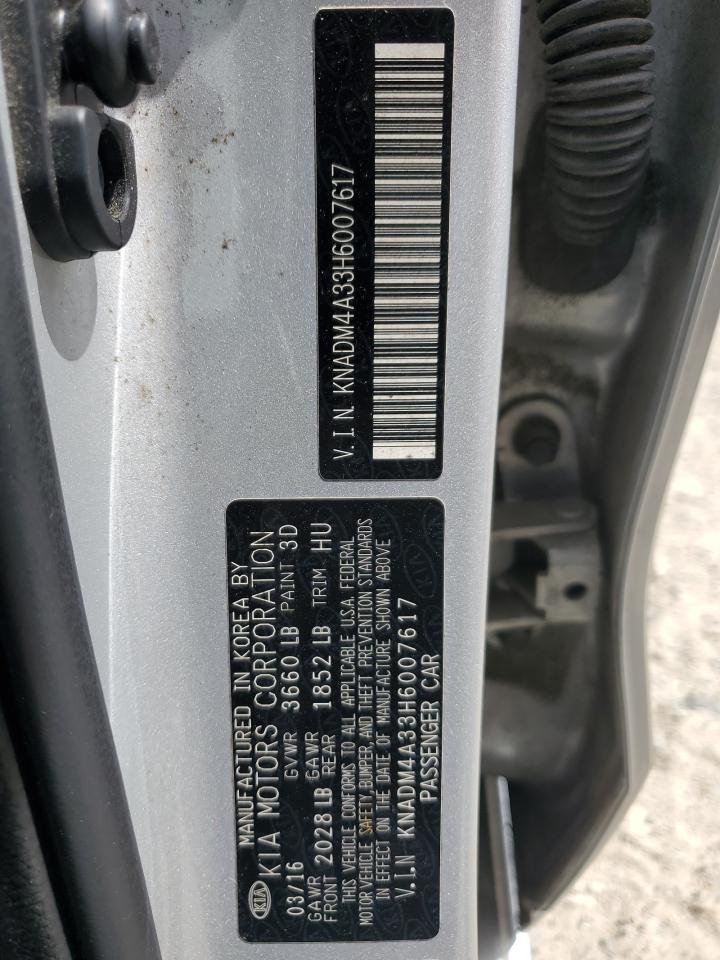 V.I.N. KNADM4A33H6007617
MANUFACTURED IN KOREA BY
KIA KIA MOTORS CORPORATION
03/16 GVWR 3660 LB PAINT 3D
GAWR FRONT 2028 LB GAWR REAR 1852 LB TRIM HU
THIS VEHICLE CONFORMS TO ALL APPLICABLE U.S.A. FEDERAL
MOTOR VEHICLE SAFETY, BUMPER, AND THEFT PREVENTION STANDARDS
IN EFFECT ON THE DATE OF MANUFACTURE SHOWN ABOVE
V.I.N KNADM4A33H6007617
PASSENGER CAR